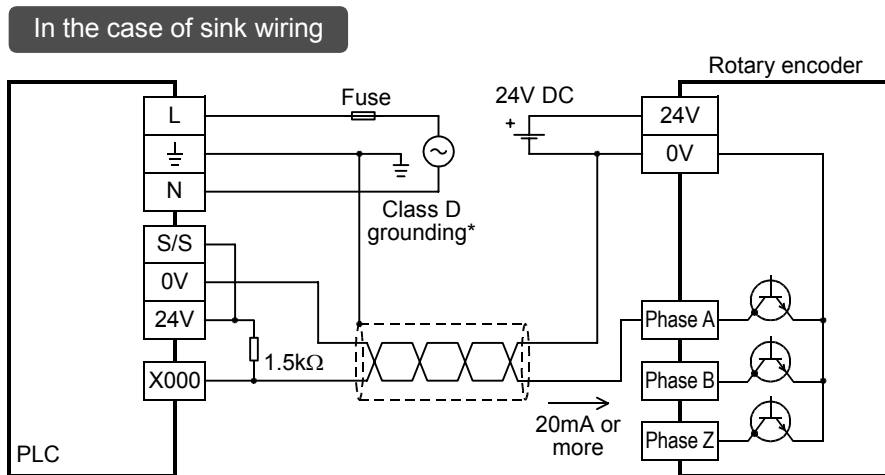 In the case of sink wiring
Rotary encoder
L
Fuse
24V DC
+
24V
0V
N
Class D
grounding*
S/S
0V
24V
1.5kΩ
X000
Phase A
Phase B
Phase Z
20mA or
more
PLC